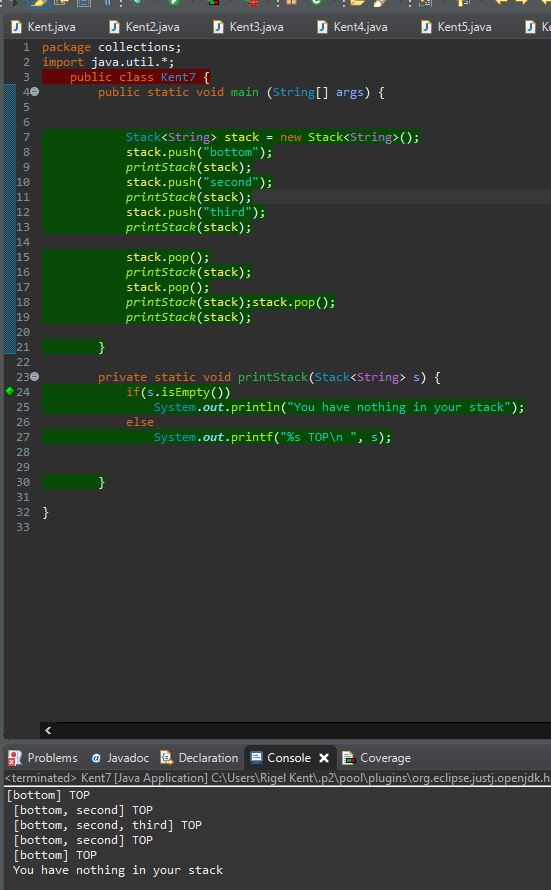 Kent.java Kent2.java Kent3.java Kent4.java Kent5.java Ke
1 package collections;
2 import java.util.*;
3     public class Kent7 {
4         public static void main (String[] args) {
5
6
7             Stack<String> stack = new Stack<String>();
8             stack.push("bottom");
9             printStack(stack);
10             stack.push("second");
11             printStack(stack);
12             stack.push("third");
13             printStack(stack);
14
15             stack.pop();
16             printStack(stack);
17             stack.pop();
18             printStack(stack);stack.pop();
19             printStack(stack);
20
21         }
22
23         private static void printStack(Stack<String> s) {
24             if(s.isEmpty())
25                 System.out.println("You have nothing in your stack");
26             else
27                 System.out.printf("%s TOP\n ", s);
28
29
30         }
31
32 }
33
Problems @ Javadoc Declaration Console Coverage
<terminated> Kent7 [Java Application] C:\Users\Rigel Kent\.p2\pool\plugins\org.eclipse.justj.openjdk.h
[bottom] TOP
 [bottom, second] TOP
 [bottom, second, third] TOP
 [bottom, second] TOP
 [bottom] TOP
 You have nothing in your stack